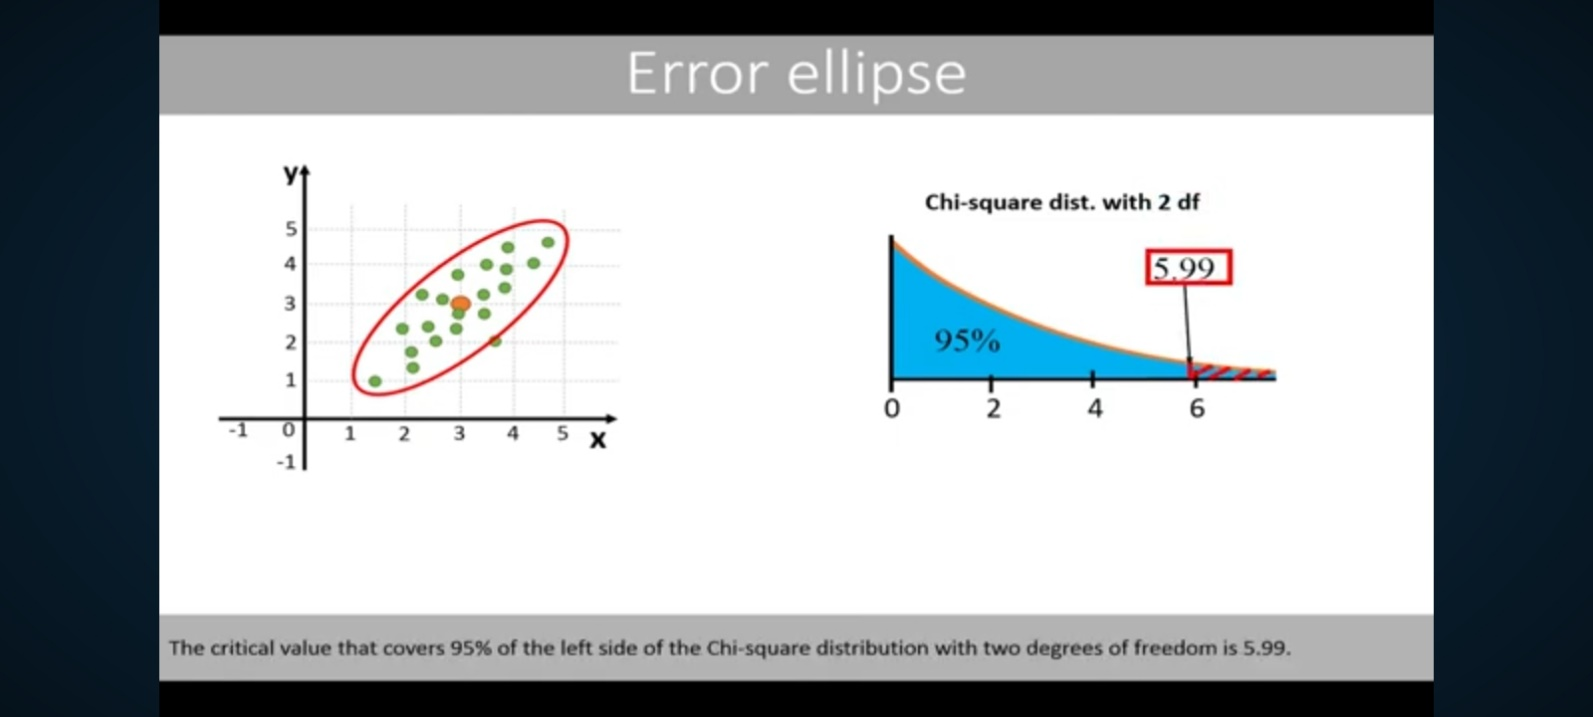 Error ellipse
y
5
4
3
2
1
-1 0 1 2 3 4 5 x
-1
Chi-square dist. with 2 df
5.99
95%
0 2 4 6
The critical value that covers 95% of the left side of the Chi-square distribution with two degrees of freedom is 5.99.